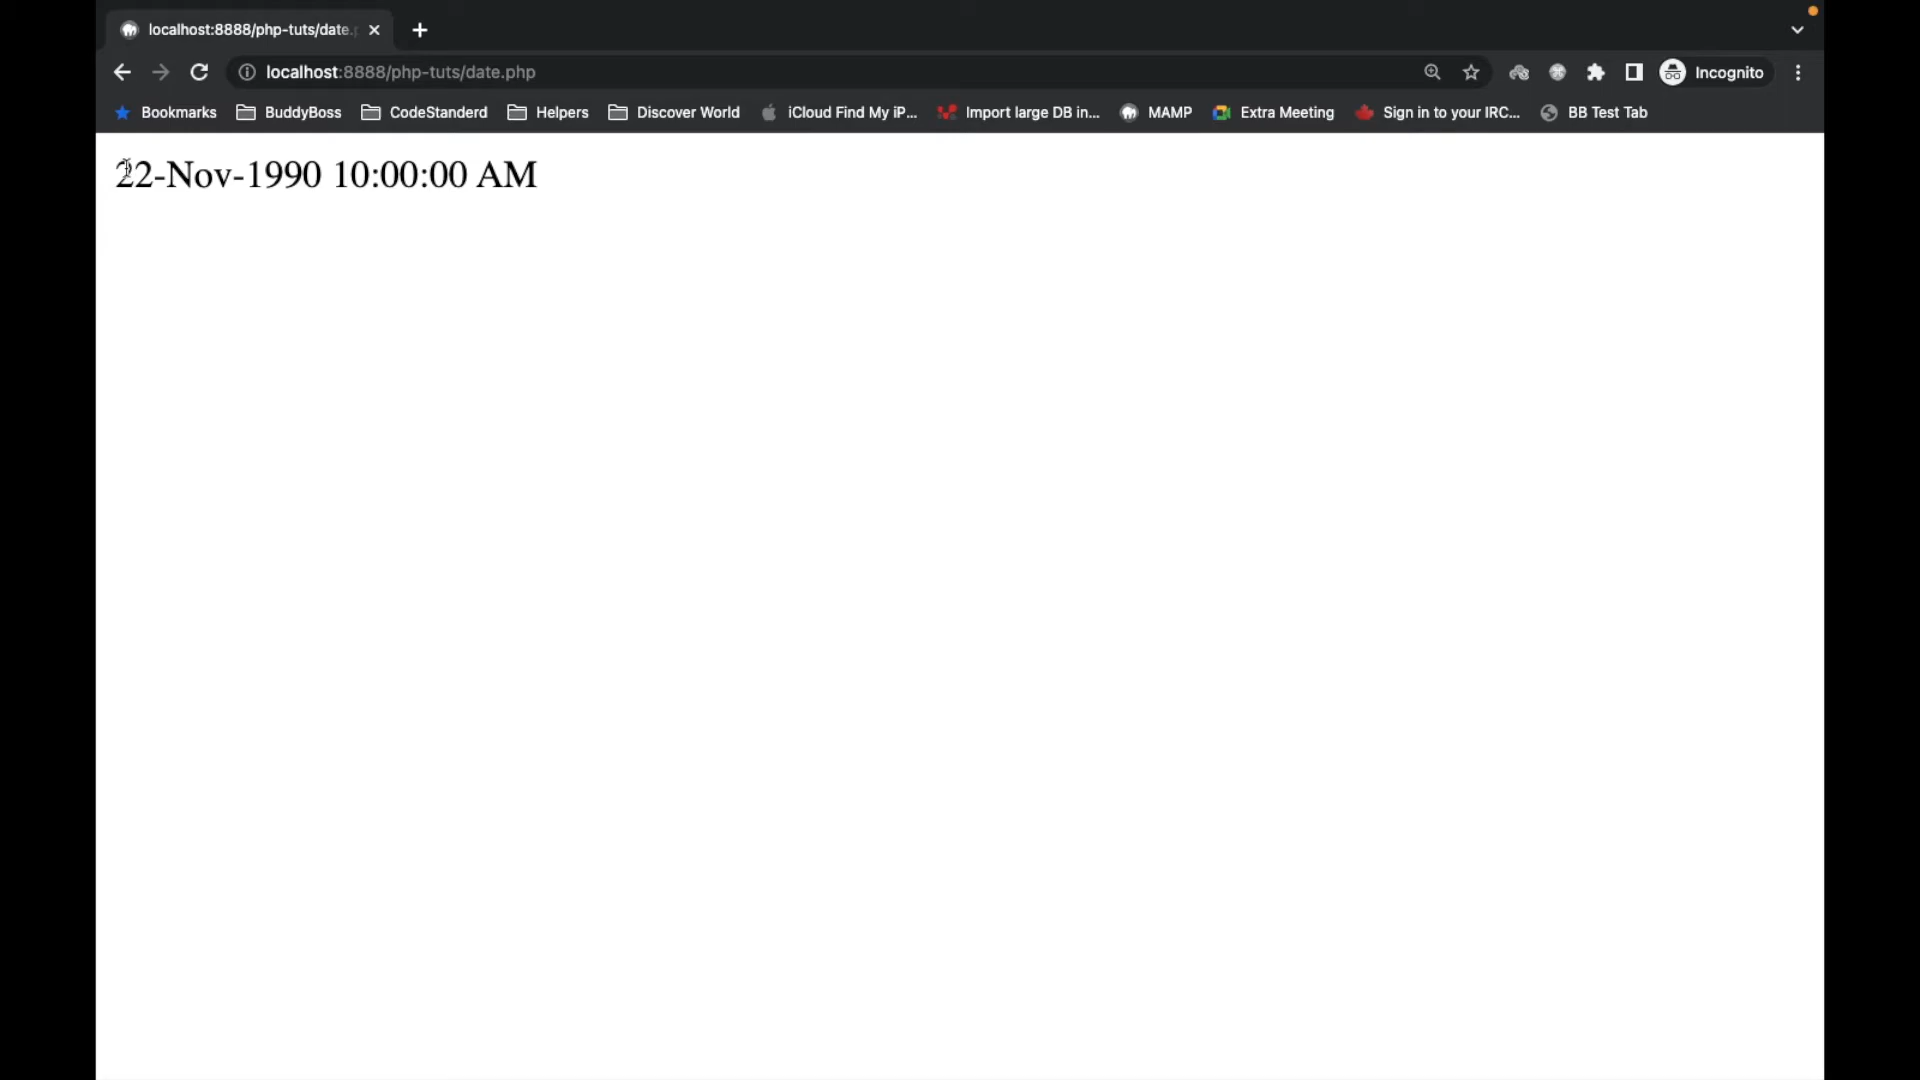 localhost:8888/php-tuts/date.
localhost:8888/php-tuts/date.php
Incognito
Bookmarks BuddyBoss CodeStanderd Helpers Discover World iCloud Find My iP... Import large DB in... MAMP Extra Meeting Sign in to your IRC... BB Test Tab
22-Nov-1990 10:00:00 AM